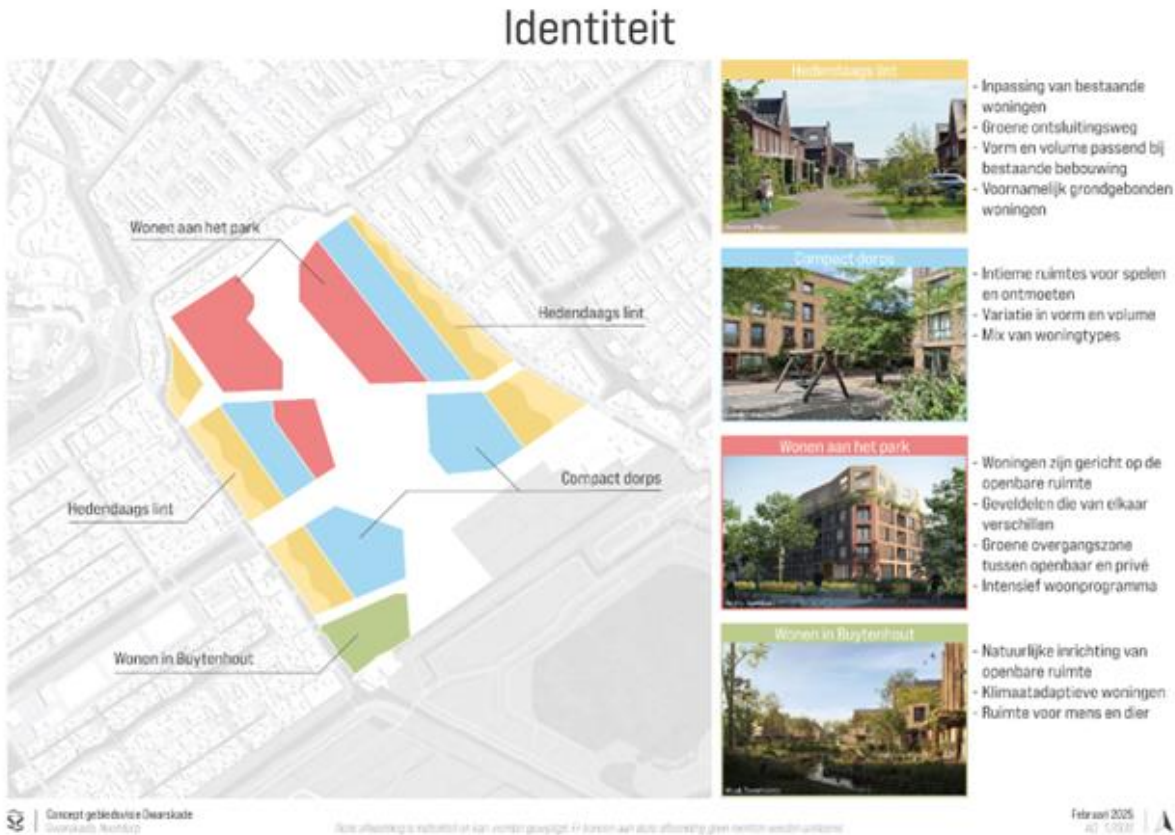 Identiteit
Wonen aan het park
Hedendaags lint
Compact dorps
Hedendaags lint
Wonen in Buytenhout
Hedendaags lint
- Inpassing van bestaande
woningen
- Groene ontsluitingsweg
- Vorm en volume passend bij
bestaande bebouwing
- Voornamelijk grondgebonden
woningen
Compact dorps
- Intieme ruimtes voor spelen
en ontmoeten
- Variatie in vorm en volume
- Mix van woningtypes
Wonen aan het park
- Woningen zijn gericht op de
openbare ruimte
- Geveldelen die van elkaar
verschillen
- Groene overgangszone
tussen openbaar en privé
- Intensief woonprogramma
Wonen in Buytenhout
- Natuurlijke inrichting van
openbare ruimte
- Klimaatadaptieve woningen
- Ruimte voor mens en dier
Concept gebiedsvisie Dwarskade
Dwarskade, Nootdorp
Februari 2025